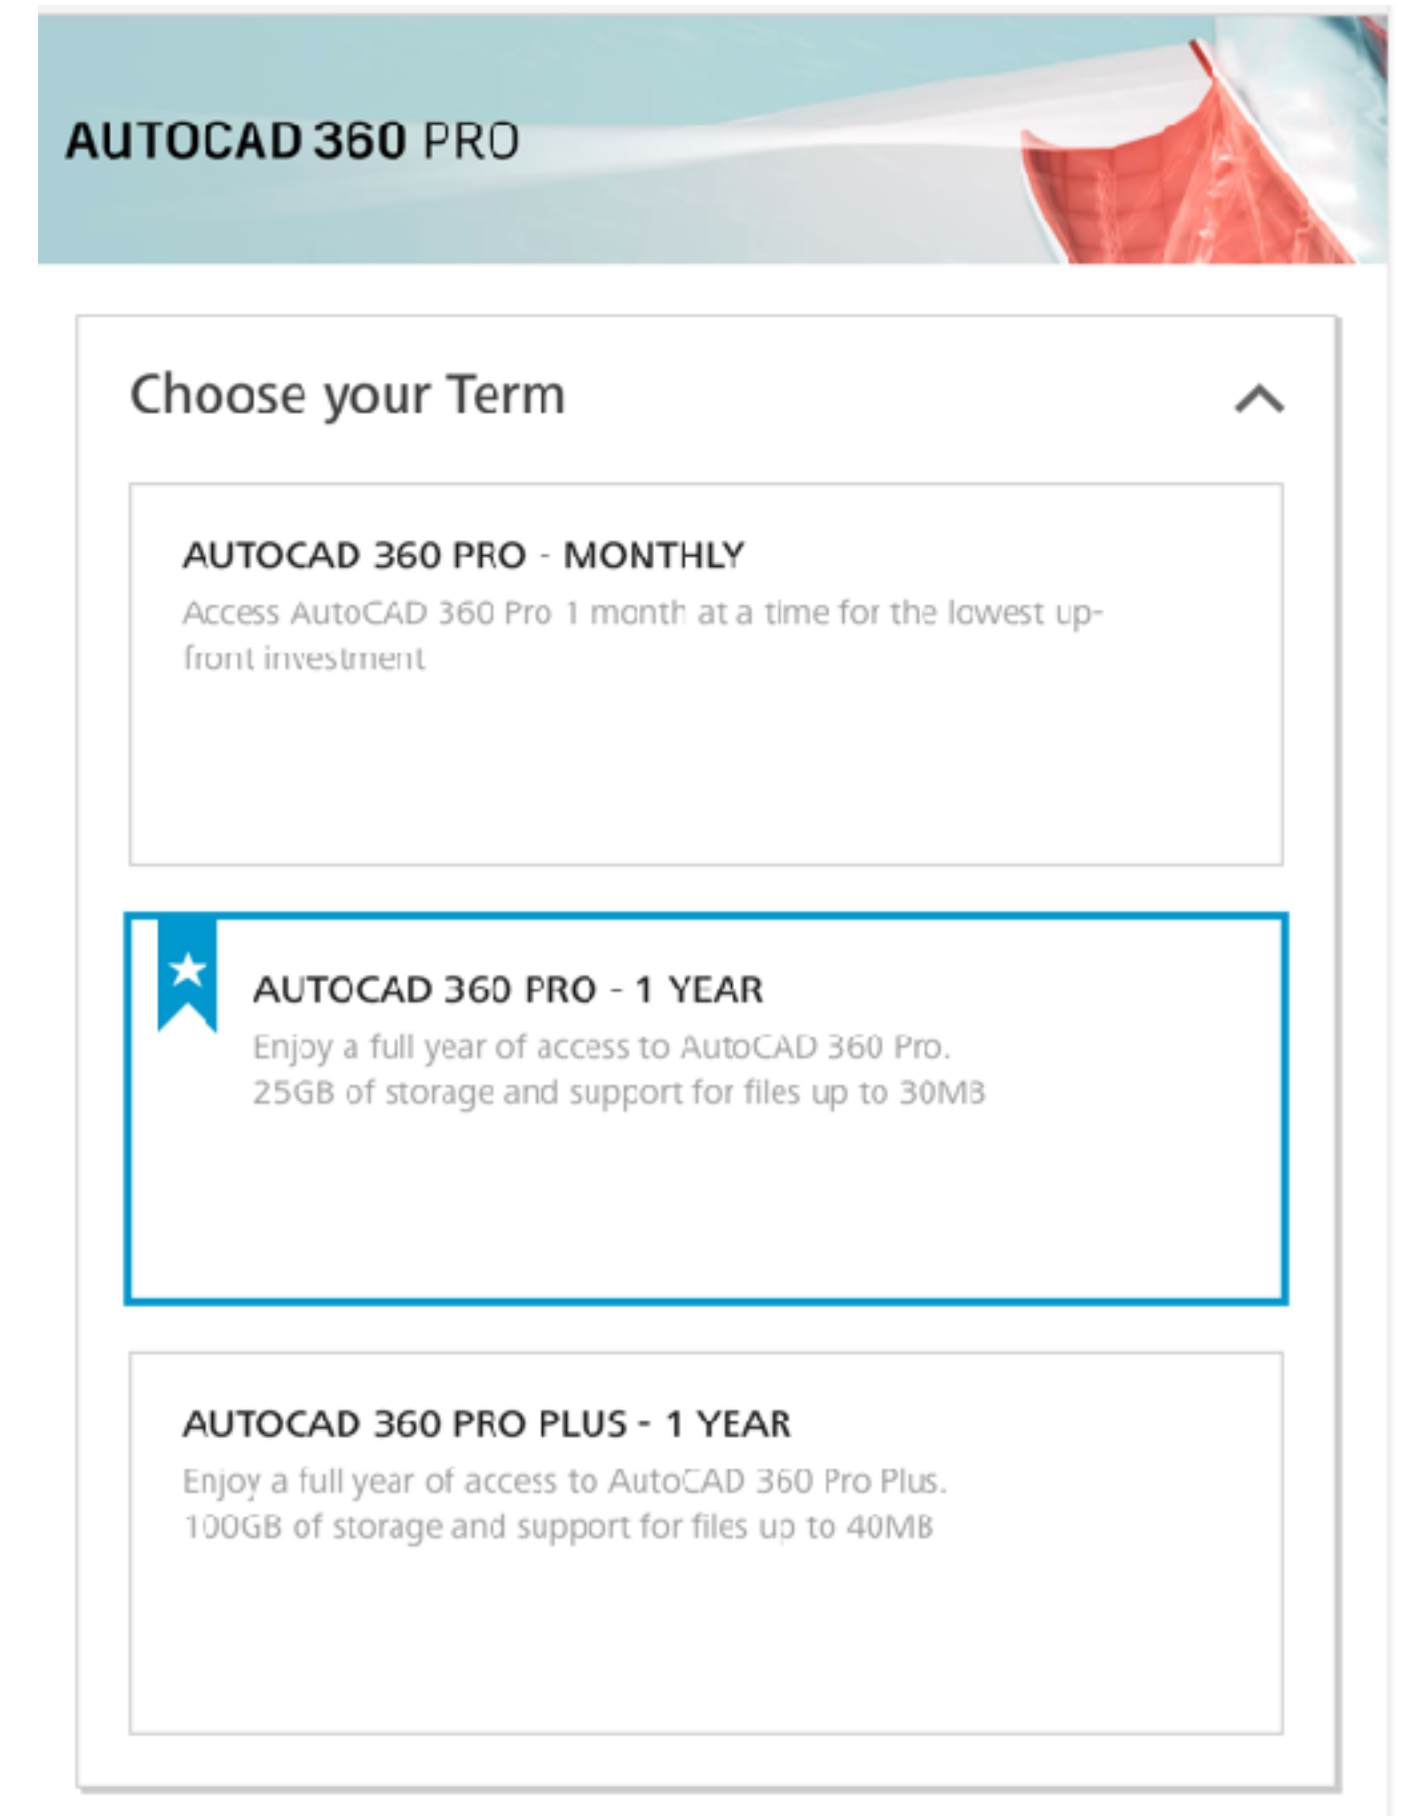 AUTOCAD 360 PRO
Choose your Term
AUTOCAD 360 PRO - MONTHLY
Access AutoCAD 360 Pro 1 month at a time for the lowest up-
front investment
AUTOCAD 360 PRO - 1 YEAR
Enjoy a full year of access to AutoCAD 360 Pro.
25GB of storage and support for files up to 30MB
AUTOCAD 360 PRO PLUS - 1 YEAR
Enjoy a full year of access to AutoCAD 360 Pro Plus.
100GB of storage and support for files up to 40MB